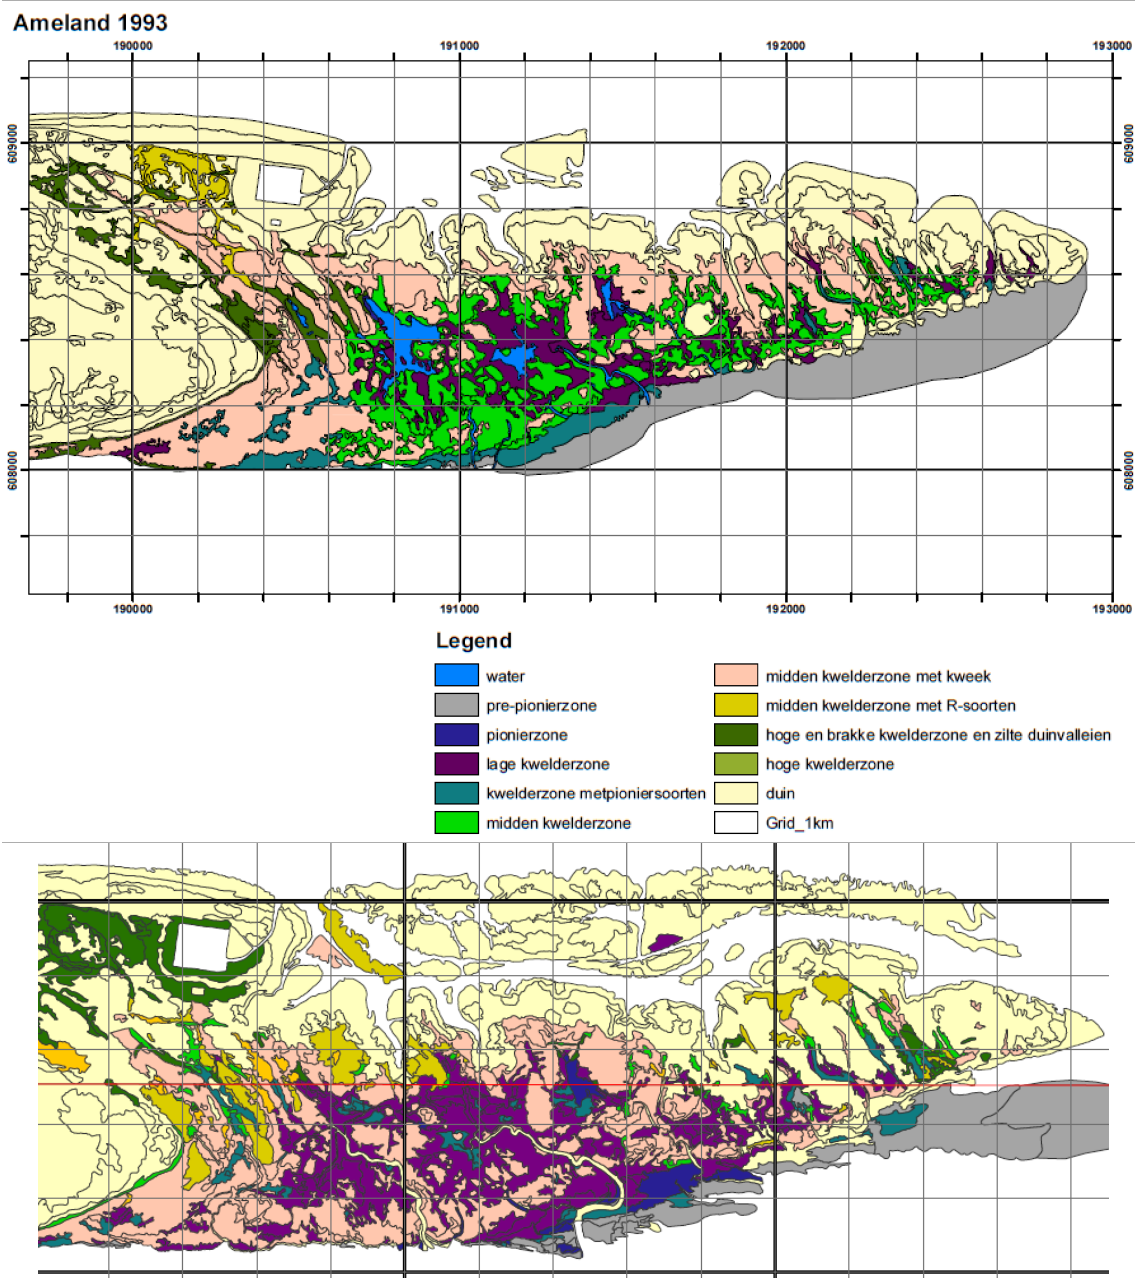 Ameland 1993
190000 191000 192000 193000
609000 609000
608000 608000
190000 191000 192000 193000
Legend
water
pre-pionierzone
pionierzone
lage kwelderzone
kwelderzone metpioniersoorten
midden kwelderzone
midden kwelderzone met kweek
midden kwelderzone met R-soorten
hoge en brakke kwelderzone en zilte duinvalleien
hoge kwelderzone
duin
Grid_1km